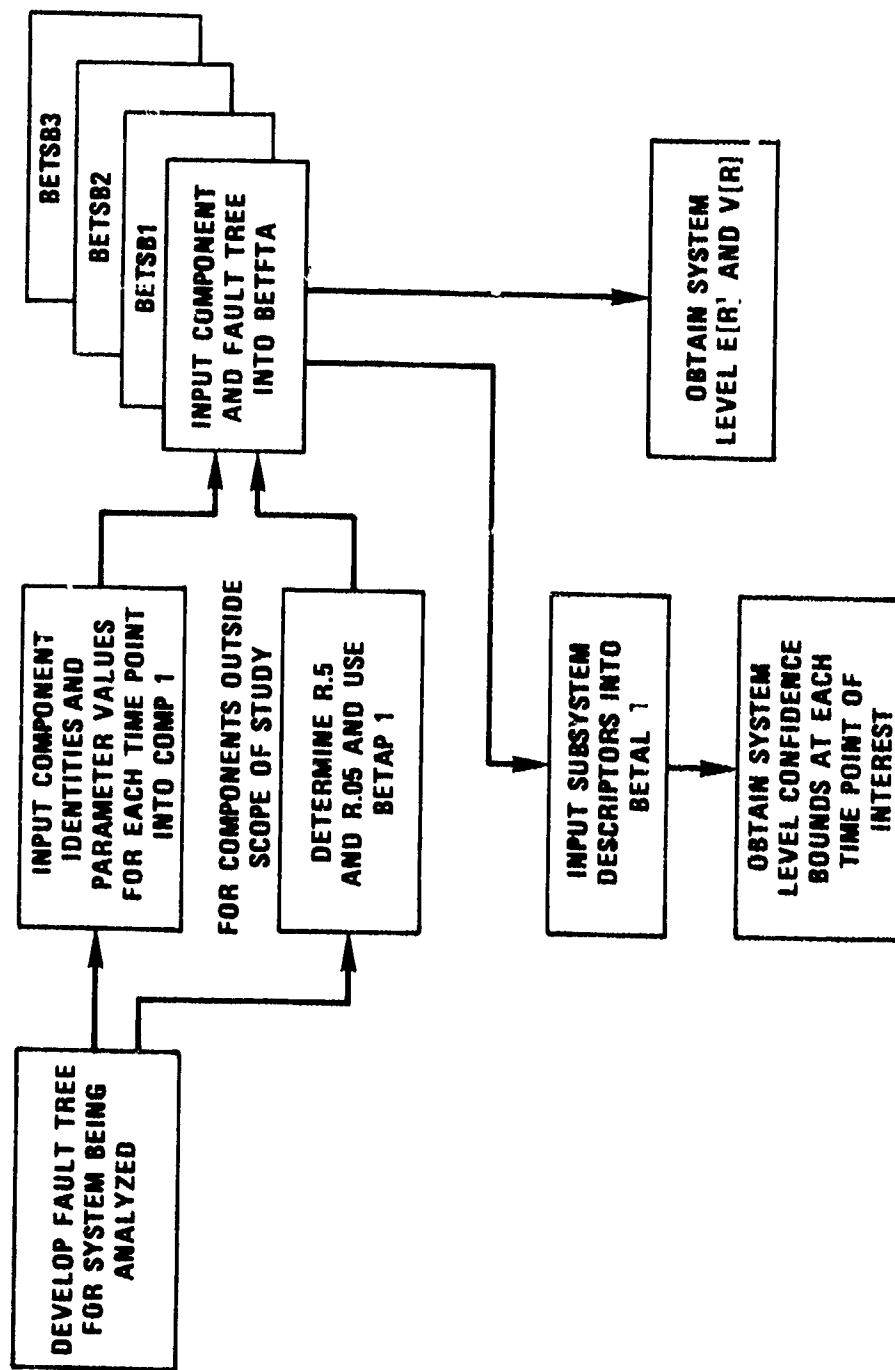 DEVELOP FAULT TREE
FOR SYSTEM BEING
ANALYZED
INPUT COMPONENT
IDENTITIES AND
PARAMETER VALUES
FOR EACH TIME POINT
INTO COMP 1
FOR COMPONENTS OUTSIDE
SCOPE OF STUDY
DETERMINE R.5
AND R.05 AND USE
BETAP 1
BETSB3
BETSB2
BETSB1
INPUT COMPONENT
AND FAULT TREE
INTO BETFTA
INPUT SUBSYSTEM
DESCRIPTORS INTO
BETAL 1
OBTAIN SYSTEM
LEVEL CONFIDENCE
BOUNDS AT EACH
TIME POINT OF
INTEREST
OBTAIN SYSTEM
LEVEL E[R] AND V[R]